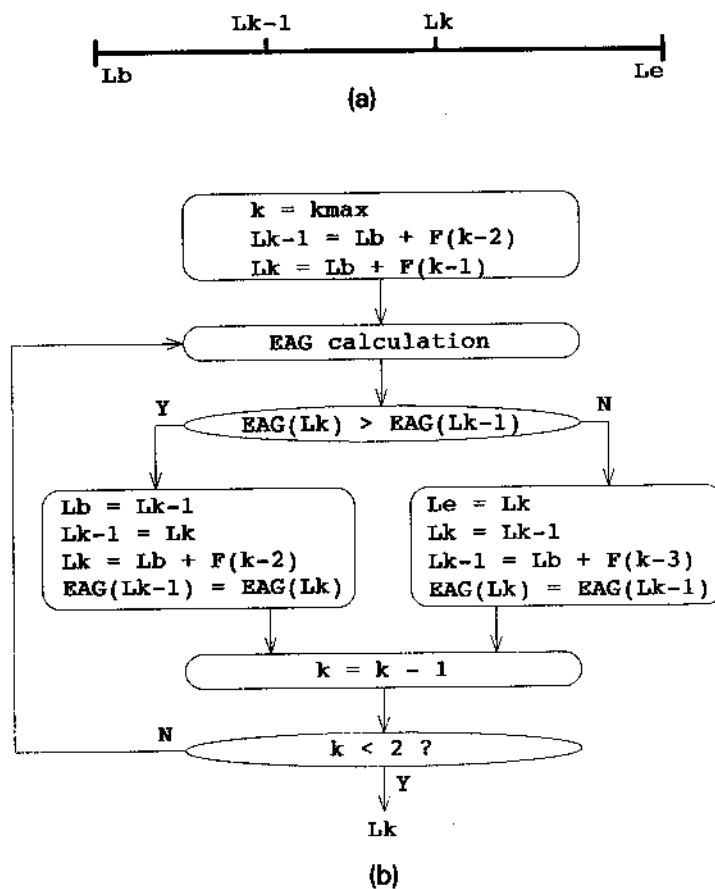 Lk-1 Lk
Lb Le
(a)
k = kmax
Lk-1 = Lb + F(k-2)
Lk = Lb + F(k-1)
EAG calculation
Y N
EAG(Lk) > EAG(Lk-1)
Lb = Lk-1
Lk-1 = Lk
Lk = Lb + F(k-2)
EAG(Lk-1) = EAG(Lk)
Le = Lk
Lk = Lk-1
Lk-1 = Lb + F(k-3)
EAG(Lk) = EAG(Lk-1)
k = k - 1
N
k < 2 ?
Y
Lk
(b)